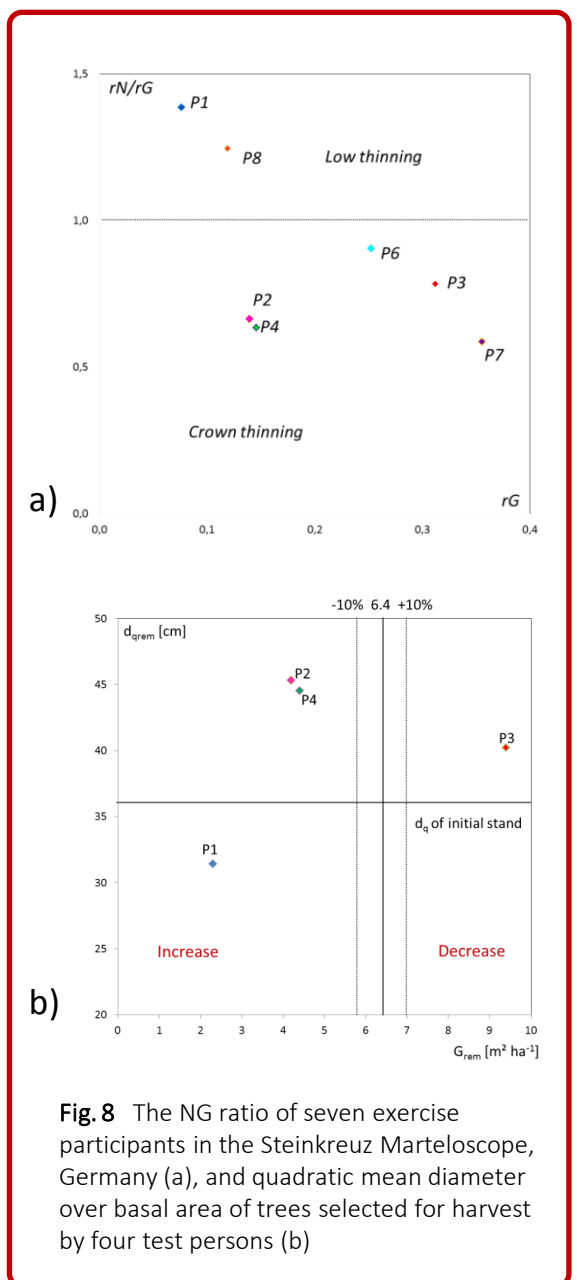 1,5
rN/rG
P1
P8
Low thinning
1,0
P6
P3
P2
P4
P7
0,5
Crown thinning
a)
rG
0,0
0,0 0,1 0,2 0,3 0,4
-10% 6.4 +10%
50
dqrem [cm]
P2
45
P4
P3
40
35
dq of initial stand
P1
30
25
Increase Decrease
b)
20
0 1 2 3 4 5 6 7 8 9 10
Grem [m² ha⁻¹]
Fig. 8 The NG ratio of seven exercise
participants in the Steinkreuz Marteloscope,
Germany (a), and quadratic mean diameter
over basal area of trees selected for harvest
by four test persons (b)